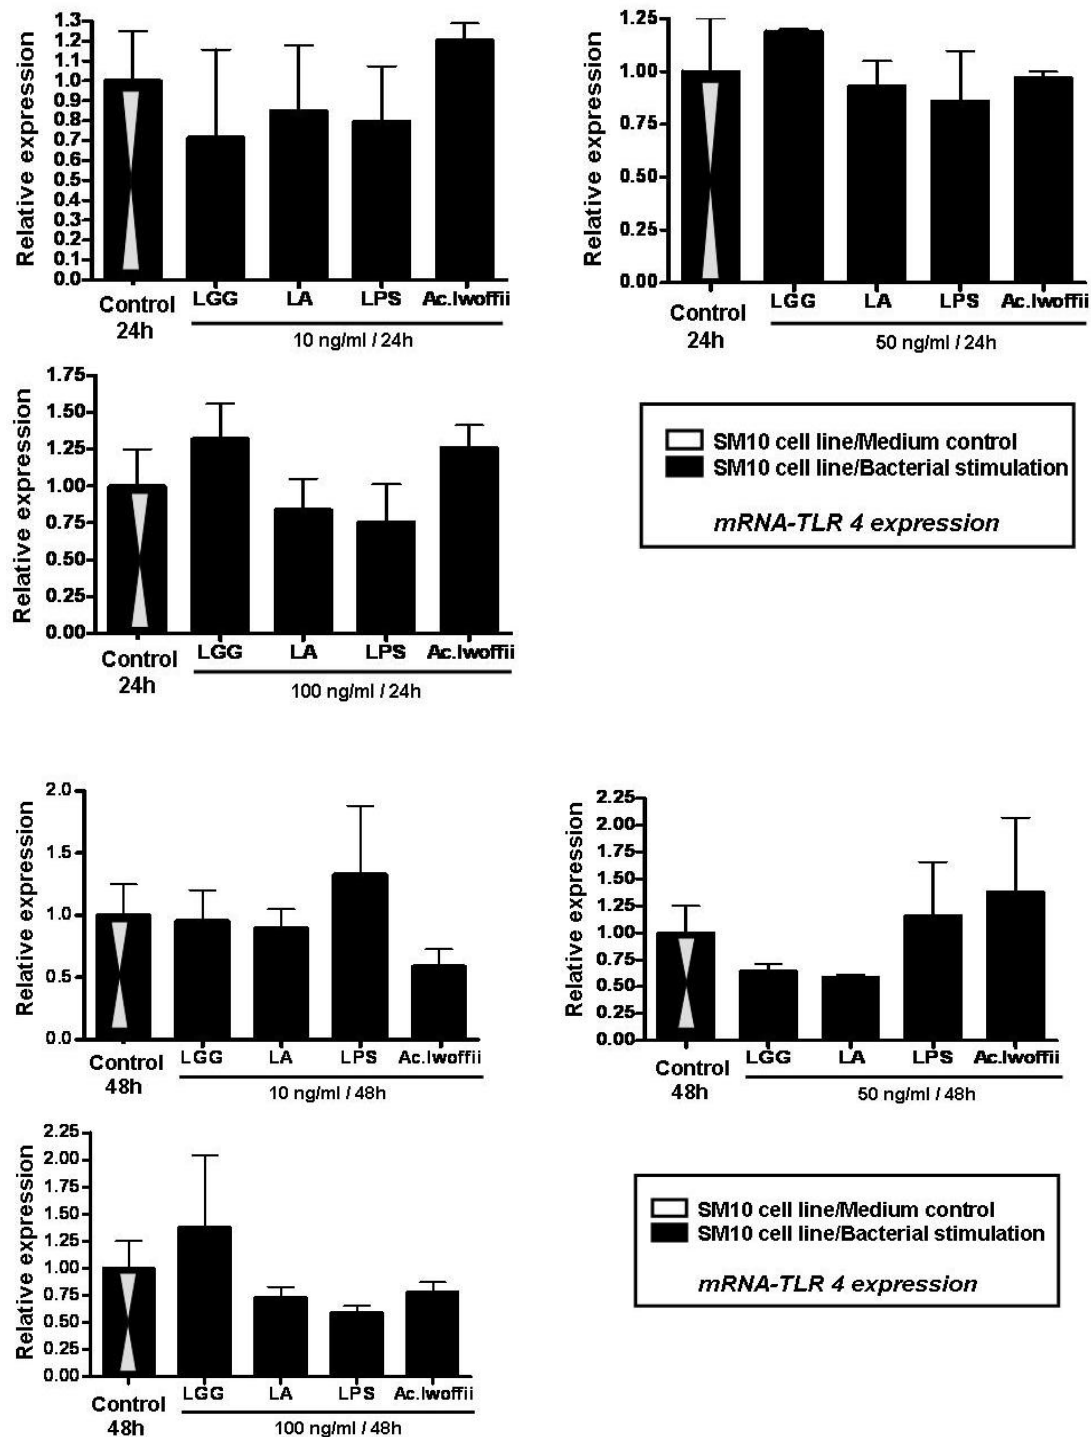 Relative expression
1.3
1.2
1.1
1.0
0.9
0.8
0.7
0.6
0.5
0.4
0.3
0.2
0.1
0.0
Control
24h
LGG LA LPS Ac.lwoffii
10 ng/ml / 24h
Relative expression
1.25
1.00
0.75
0.50
0.25
0.00
Control
24h
LGG LA LPS Ac.lwoffii
50 ng/ml / 24h
Relative expression
1.75
1.50
1.25
1.00
0.75
0.50
0.25
0.00
Control
24h
LGG LA LPS Ac.lwoffii
100 ng/ml / 24h
SM10 cell line/Medium control
SM10 cell line/Bacterial stimulation
mRNA-TLR 4 expression
Relative expression
2.0
1.5
1.0
0.5
0.0
Control
48h
LGG LA LPS Ac.lwoffii
10 ng/ml / 48h
Relative expression
2.25
2.00
1.75
1.50
1.25
1.00
0.75
0.50
0.25
0.00
Control
48h
LGG LA LPS Ac.lwoffii
50 ng/ml / 48h
Relative expression
2.25
2.00
1.75
1.50
1.25
1.00
0.75
0.50
0.25
0.00
Control
48h
LGG LA LPS Ac.lwoffii
100 ng/ml / 48h
SM10 cell line/Medium control
SM10 cell line/Bacterial stimulation
mRNA-TLR 4 expression